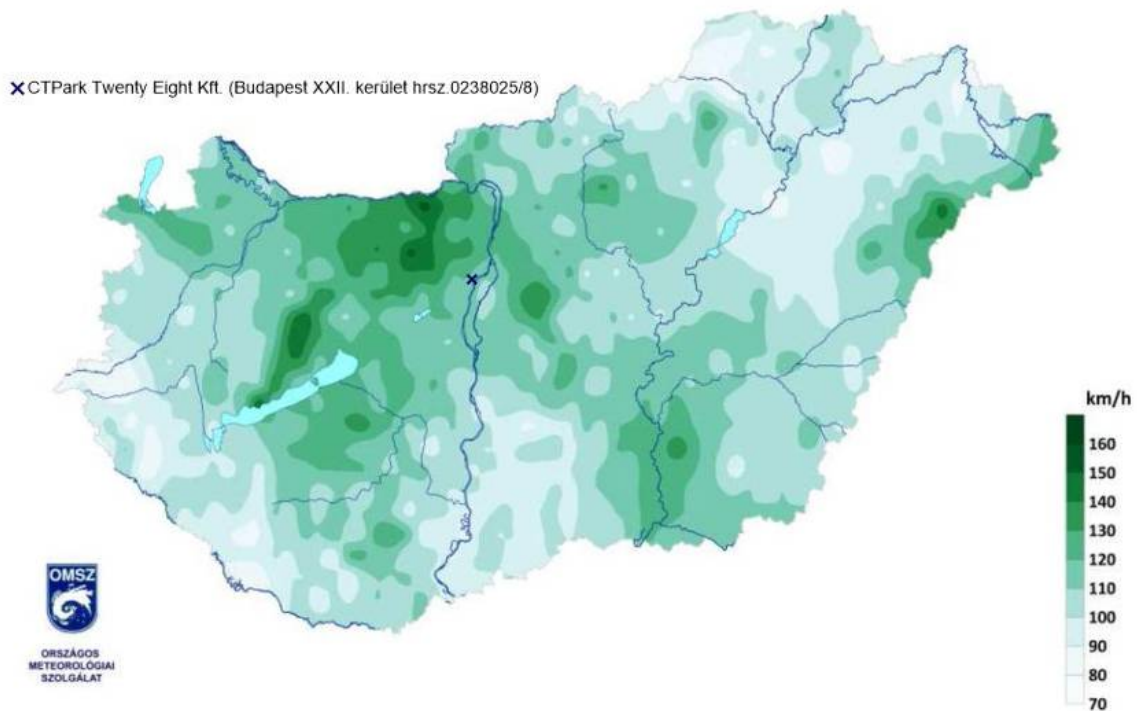 ×CTPark Twenty Eight Kft. (Budapest XXII. kerület hrsz.0238025/8)
km/h
160
150
140
130
120
110
100
90
80
70
OMSZ
ORSZÁGOS
METEOROLÓGIAI
SZOLGÁLAT